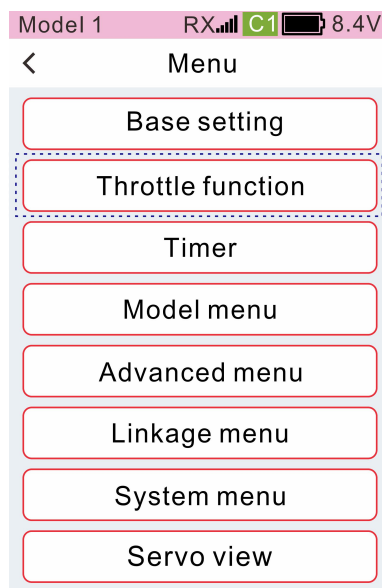 Model 1 RX C1 8.4V
Menu
Base setting
Throttle function
Timer
Model menu
Advanced menu
Linkage menu
System menu
Servo view